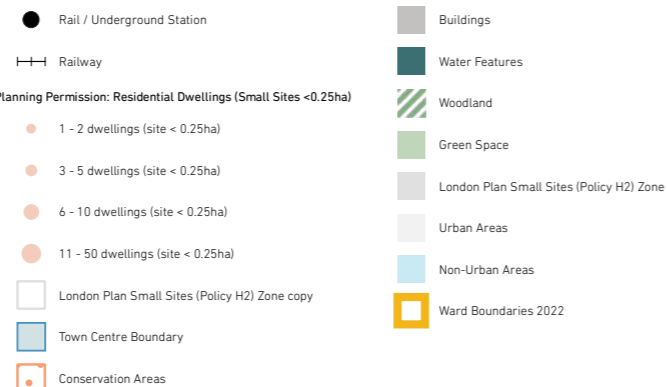 Rail / Underground Station
Railway
Planning Permission: Residential Dwellings (Small Sites <0.25ha)
1 - 2 dwellings (site < 0.25ha)
3 - 5 dwellings (site < 0.25ha)
6 - 10 dwellings (site < 0.25ha)
11 - 50 dwellings (site < 0.25ha)
London Plan Small Sites (Policy H2) Zone copy
Town Centre Boundary
Conservation Areas
Buildings
Water Features
Woodland
Green Space
London Plan Small Sites (Policy H2) Zone
Urban Areas
Non-Urban Areas
Ward Boundaries 2022